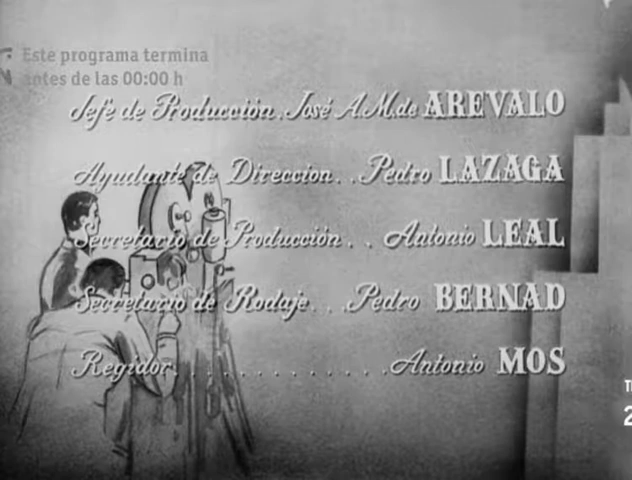 Este programa termina
antes de las 00:00 h
Jefe de Producción. José A.M. de AREVALO
Ayudante de Direccion. . Pedro LAZAGA
Secretario de Producción. . Antonio LEAL
Secretario de Rodaje. . . Pedro BERNAD
Regidor. . . . . . . . . . . . . Antonio MOS